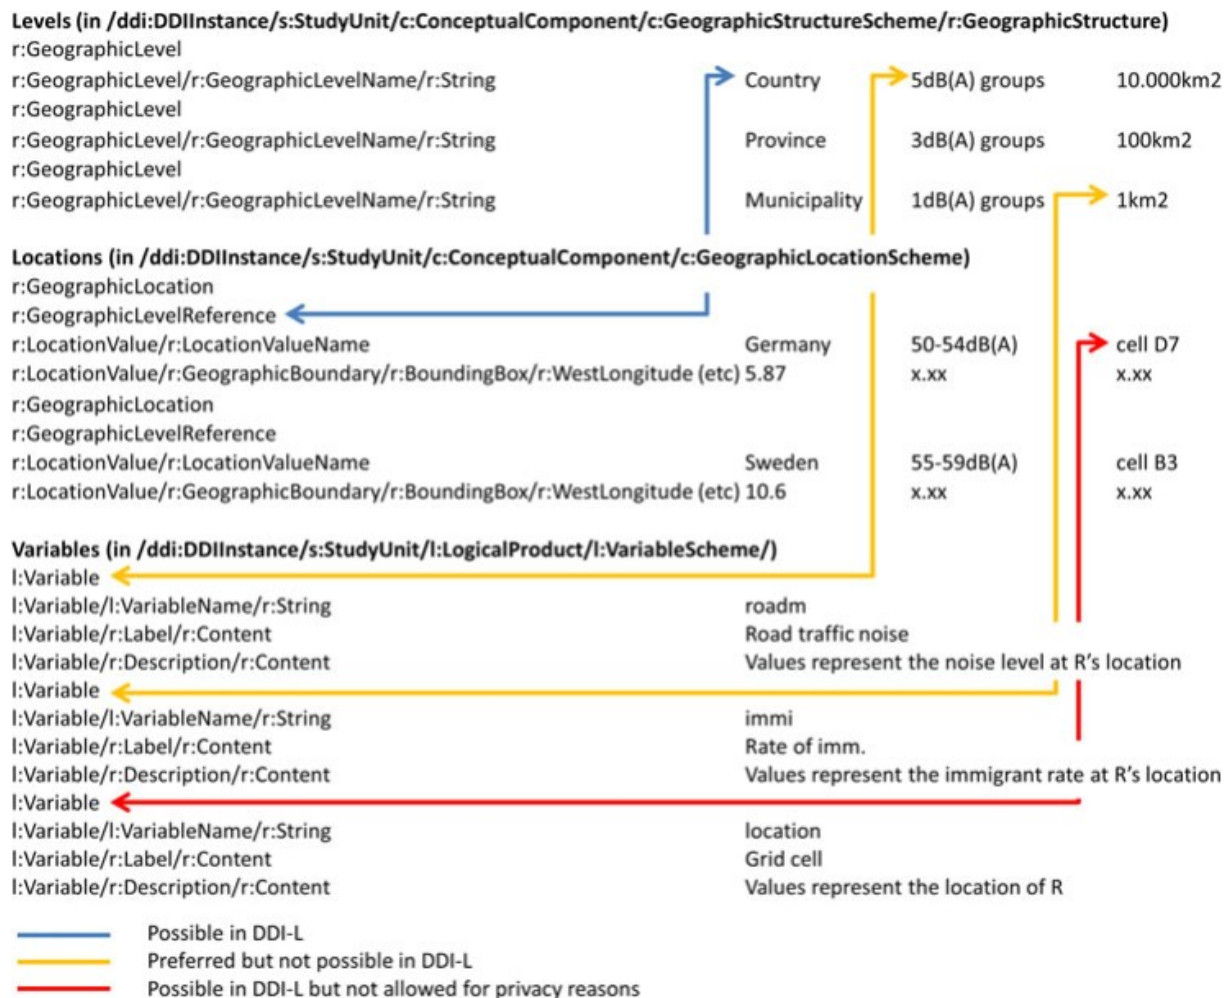 Levels (in /ddi:DDIInstance/s:StudyUnit/c:ConceptualComponent/c:GeographicStructureScheme/r:GeographicStructure)
r:GeographicLevel
r:GeographicLevel/r:GeographicLevelName/r:String Country 5dB(A) groups 10.000km2
r:GeographicLevel
r:GeographicLevel/r:GeographicLevelName/r:String Province 3dB(A) groups 100km2
r:GeographicLevel
r:GeographicLevel/r:GeographicLevelName/r:String Municipality 1dB(A) groups 1km2
Locations (in /ddi:DDIInstance/s:StudyUnit/c:ConceptualComponent/c:GeographicLocationScheme)
r:GeographicLocation
r:GeographicLevelReference
r:LocationValue/r:LocationValueName Germany 50-54dB(A) cell D7
r:LocationValue/r:GeographicBoundary/r:BoundingBox/r:WestLongitude (etc) 5.87 x.xx x.xx
r:GeographicLocation
r:GeographicLevelReference
r:LocationValue/r:LocationValueName Sweden 55-59dB(A) cell B3
r:LocationValue/r:GeographicBoundary/r:BoundingBox/r:WestLongitude (etc) 10.6 x.xx x.xx
Variables (in /ddi:DDIInstance/s:StudyUnit/l:LogicalProduct/l:VariableScheme/)
l:Variable
l:Variable/l:VariableName/r:String roadm
l:Variable/r:Label/r:Content Road traffic noise
l:Variable/r:Description/r:Content Values represent the noise level at R's location
l:Variable
l:Variable/l:VariableName/r:String immi
l:Variable/r:Label/r:Content Rate of imm.
l:Variable/r:Description/r:Content Values represent the immigrant rate at R's location
l:Variable
l:Variable/l:VariableName/r:String location
l:Variable/r:Label/r:Content Grid cell
l:Variable/r:Description/r:Content Values represent the location of R
Possible in DDI-L
Preferred but not possible in DDI-L
Possible in DDI-L but not allowed for privacy reasons